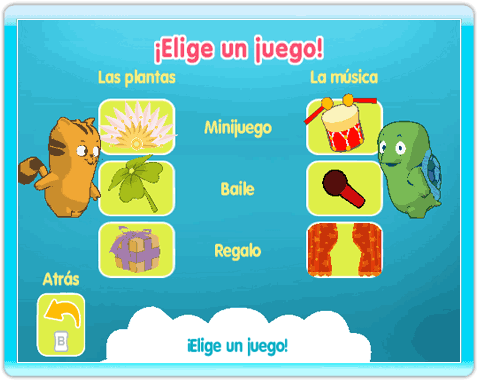 ¡Elige un juego!
Las plantas La música
Minijuego
Baile
Regalo
Atrás
B
¡Elige un juego!